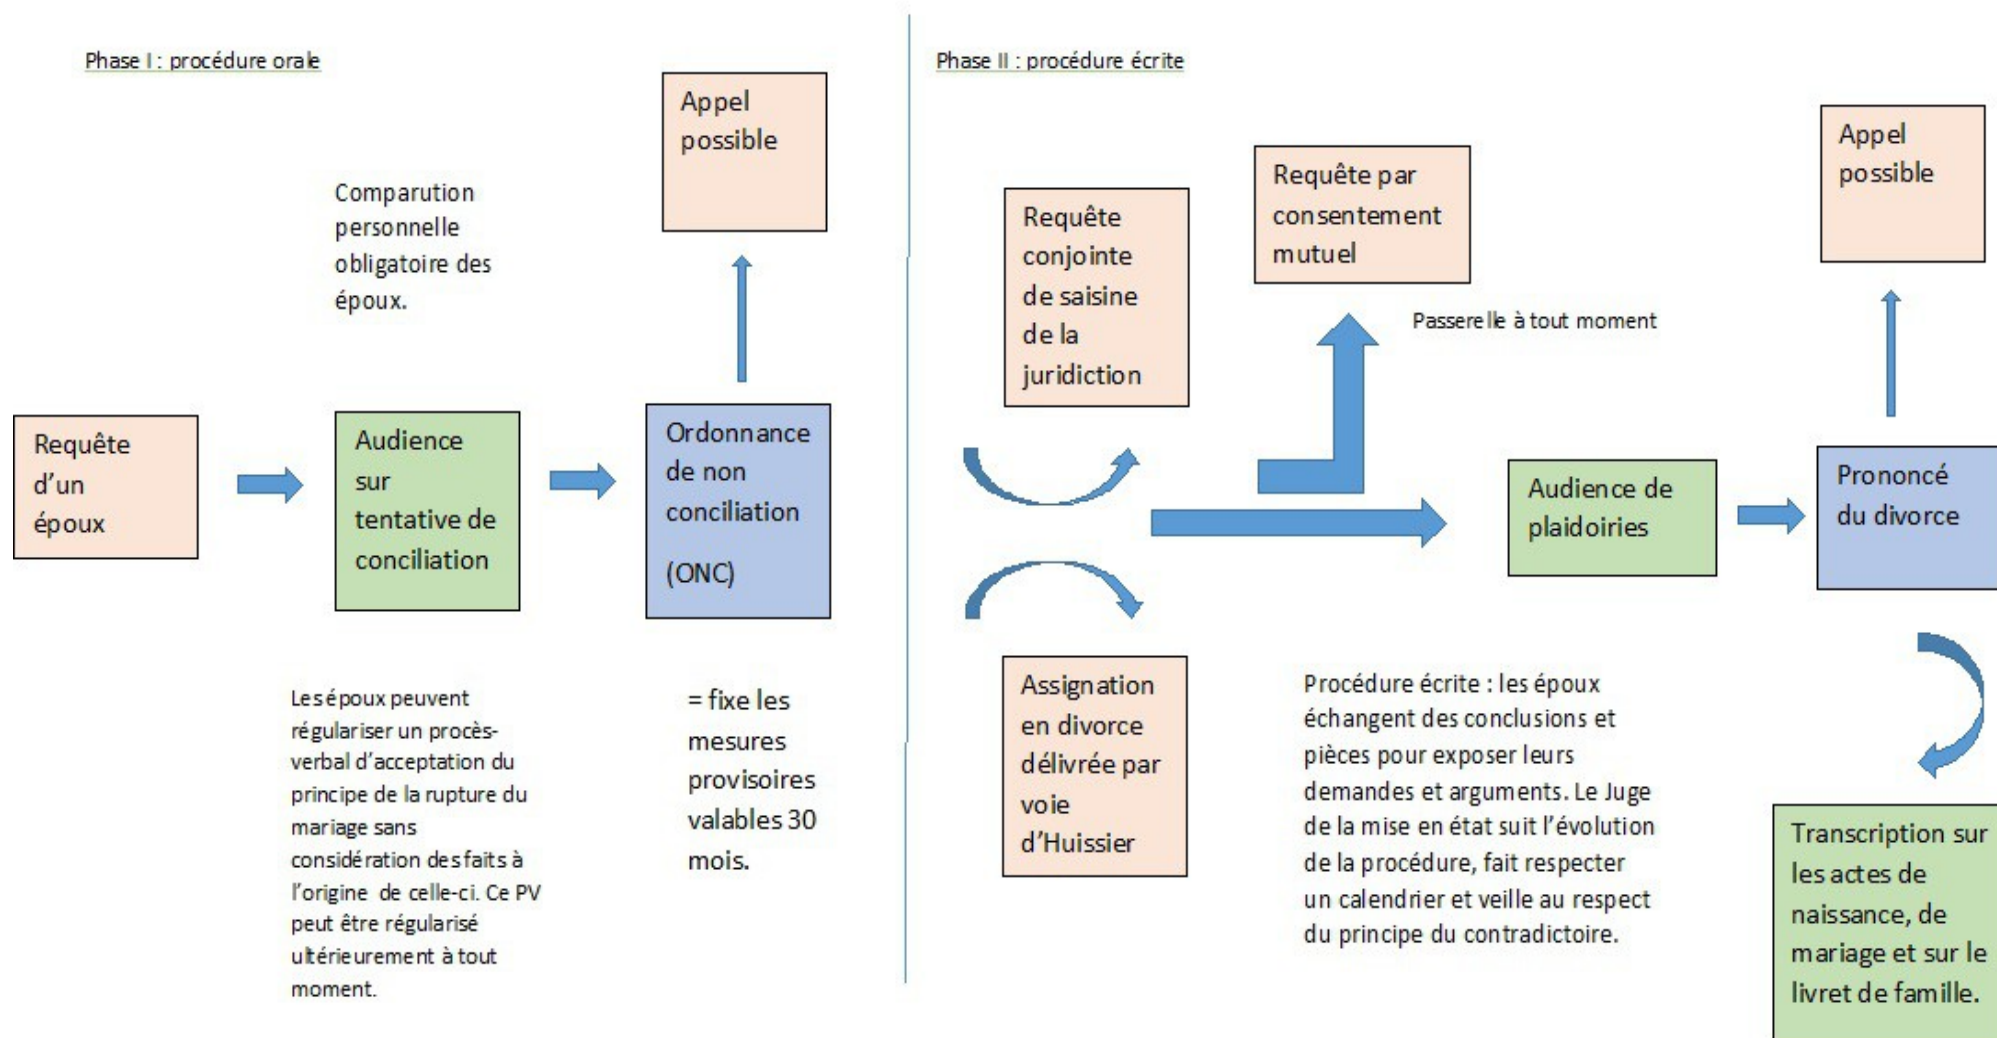 Phase I : procédure orale
Appel
possible
Comparution
personnelle
obligatoire des
époux.
Requête
d'un
époux
Audience
sur
tentative de
conciliation
Ordonnance
de non
conciliation
(ONC)
Les époux peuvent
régulariser un procès-
verbal d'acceptation du
principe de la rupture du
mariage sans
considération des faits à
l'origine de celle-ci. Ce PV
peut être régularisé
ultérieurement à tout
moment.
= fixe les
mesures
provisoires
valables 30
mois.
Phase II : procédure écrite
Requête
conjointe
de saisine
de la
juridiction
Requête par
consentement
mutuel
Passerelle à tout moment
Appel
possible
Audience de
plaidoiries
Prononcé
du divorce
Assignation
en divorce
délivrée par
voie
d'Huissier
Procédure écrite : les époux
échangent des conclusions et
pièces pour exposer leurs
demandes et arguments. Le Juge
de la mise en état suit l'évolution
de la procédure, fait respecter
un calendrier et veille au respect
du principe du contradictoire.
Transcription sur
les actes de
naissance, de
mariage et sur le
livret de famille.